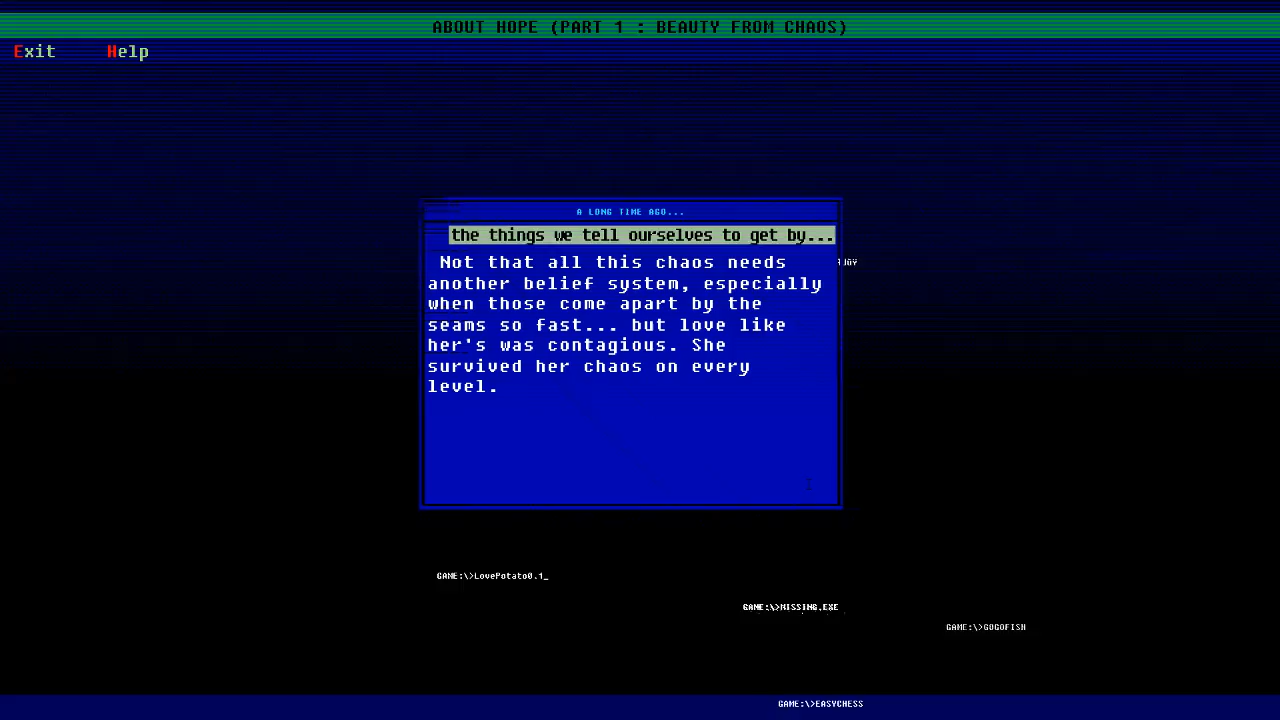 ABOUT HOPE (PART 1 : BEAUTY FROM CHAOS)
Exit Help
A LONG TIME AGO...
the things we tell ourselves to get by...
Not that all this chaos needs
another belief system, especially
when those come apart by the
seams so fast... but love like
her's was contagious. She
survived her chaos on every
level.
GAME:\>LovePotato0.1_
GAME:\>MISSING.EXE
GAME:\>GOGOFISH
GAME:\>EASYCHESS